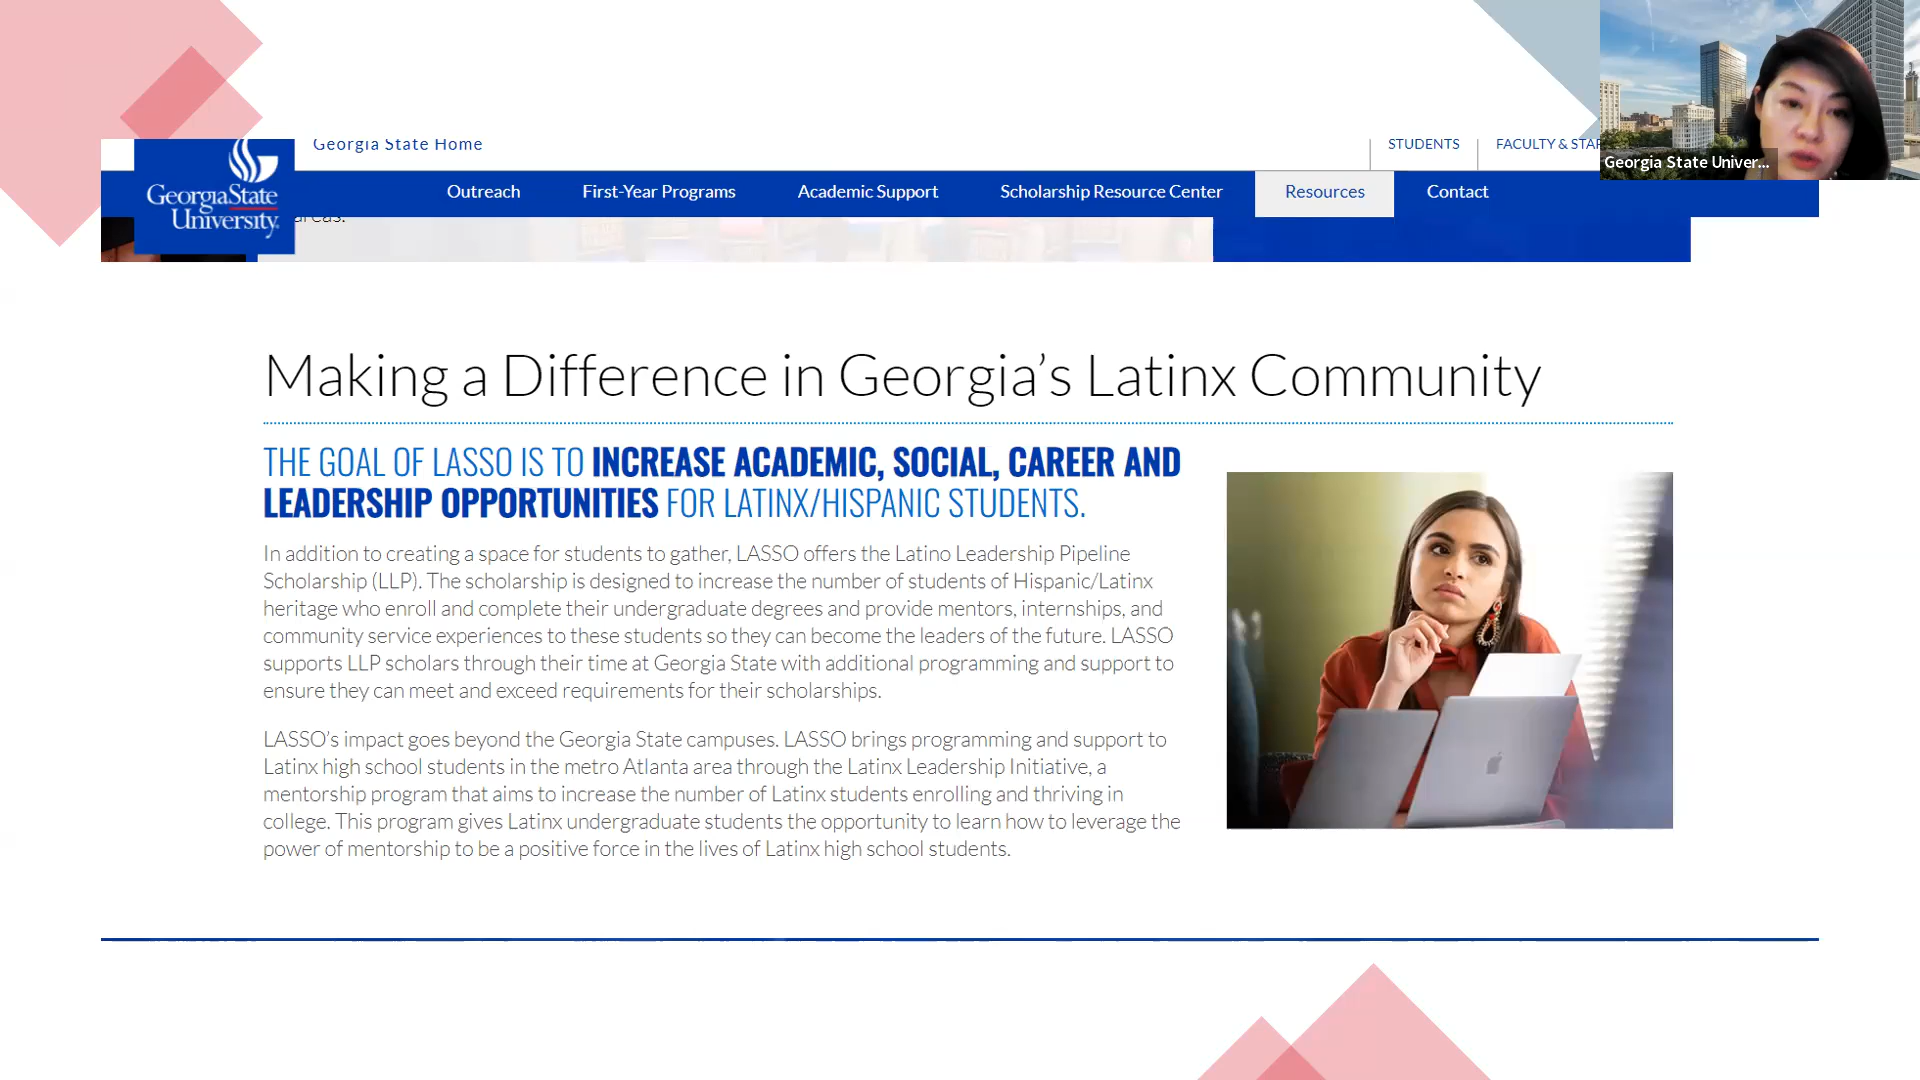 Georgia State Home
STUDENTS
FACULTY & STAF
Georgia State Univer...
GeorgiaState
University
Outreach
First-Year Programs
Academic Support
Scholarship Resource Center
Resources
Contact
areas.
Making a Difference in Georgia’s Latinx Community
THE GOAL OF LASSO IS TO INCREASE ACADEMIC, SOCIAL, CAREER AND
LEADERSHIP OPPORTUNITIES FOR LATINX/HISPANIC STUDENTS.
In addition to creating a space for students to gather, LASSO offers the Latino Leadership Pipeline
Scholarship (LLP). The scholarship is designed to increase the number of students of Hispanic/Latinx
heritage who enroll and complete their undergraduate degrees and provide mentors, internships, and
community service experiences to these students so they can become the leaders of the future. LASSO
supports LLP scholars through their time at Georgia State with additional programming and support to
ensure they can meet and exceed requirements for their scholarships.
LASSO’s impact goes beyond the Georgia State campuses. LASSO brings programming and support to
Latinx high school students in the metro Atlanta area through the Latinx Leadership Initiative, a
mentorship program that aims to increase the number of Latinx students enrolling and thriving in
college. This program gives Latinx undergraduate students the opportunity to learn how to leverage the
power of mentorship to be a positive force in the lives of Latinx high school students.